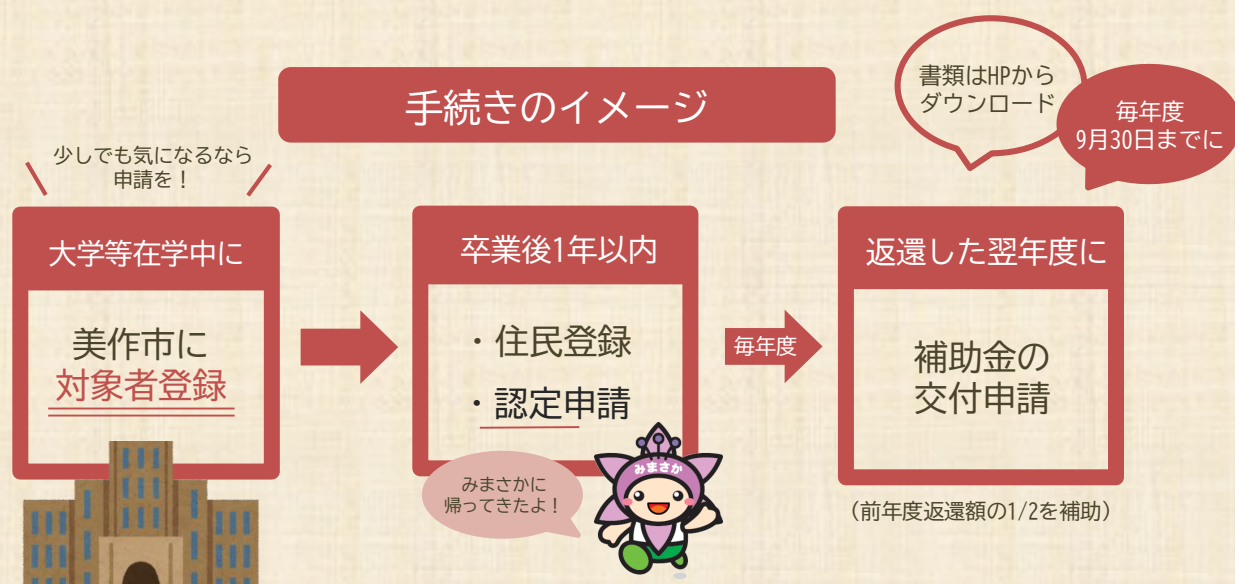 手続きのイメージ
書類はHPから
ダウンロード
毎年度
9月30日までに
少しでも気になるなら
申請を！
大学等在学中に
美作市に
対象者登録
卒業後1年以内
・住民登録
・認定申請
みまさかに
帰ってきたよ！
みまさか
毎年度
返還した翌年度に
補助金の
交付申請
(前年度返還額の1/2を補助)